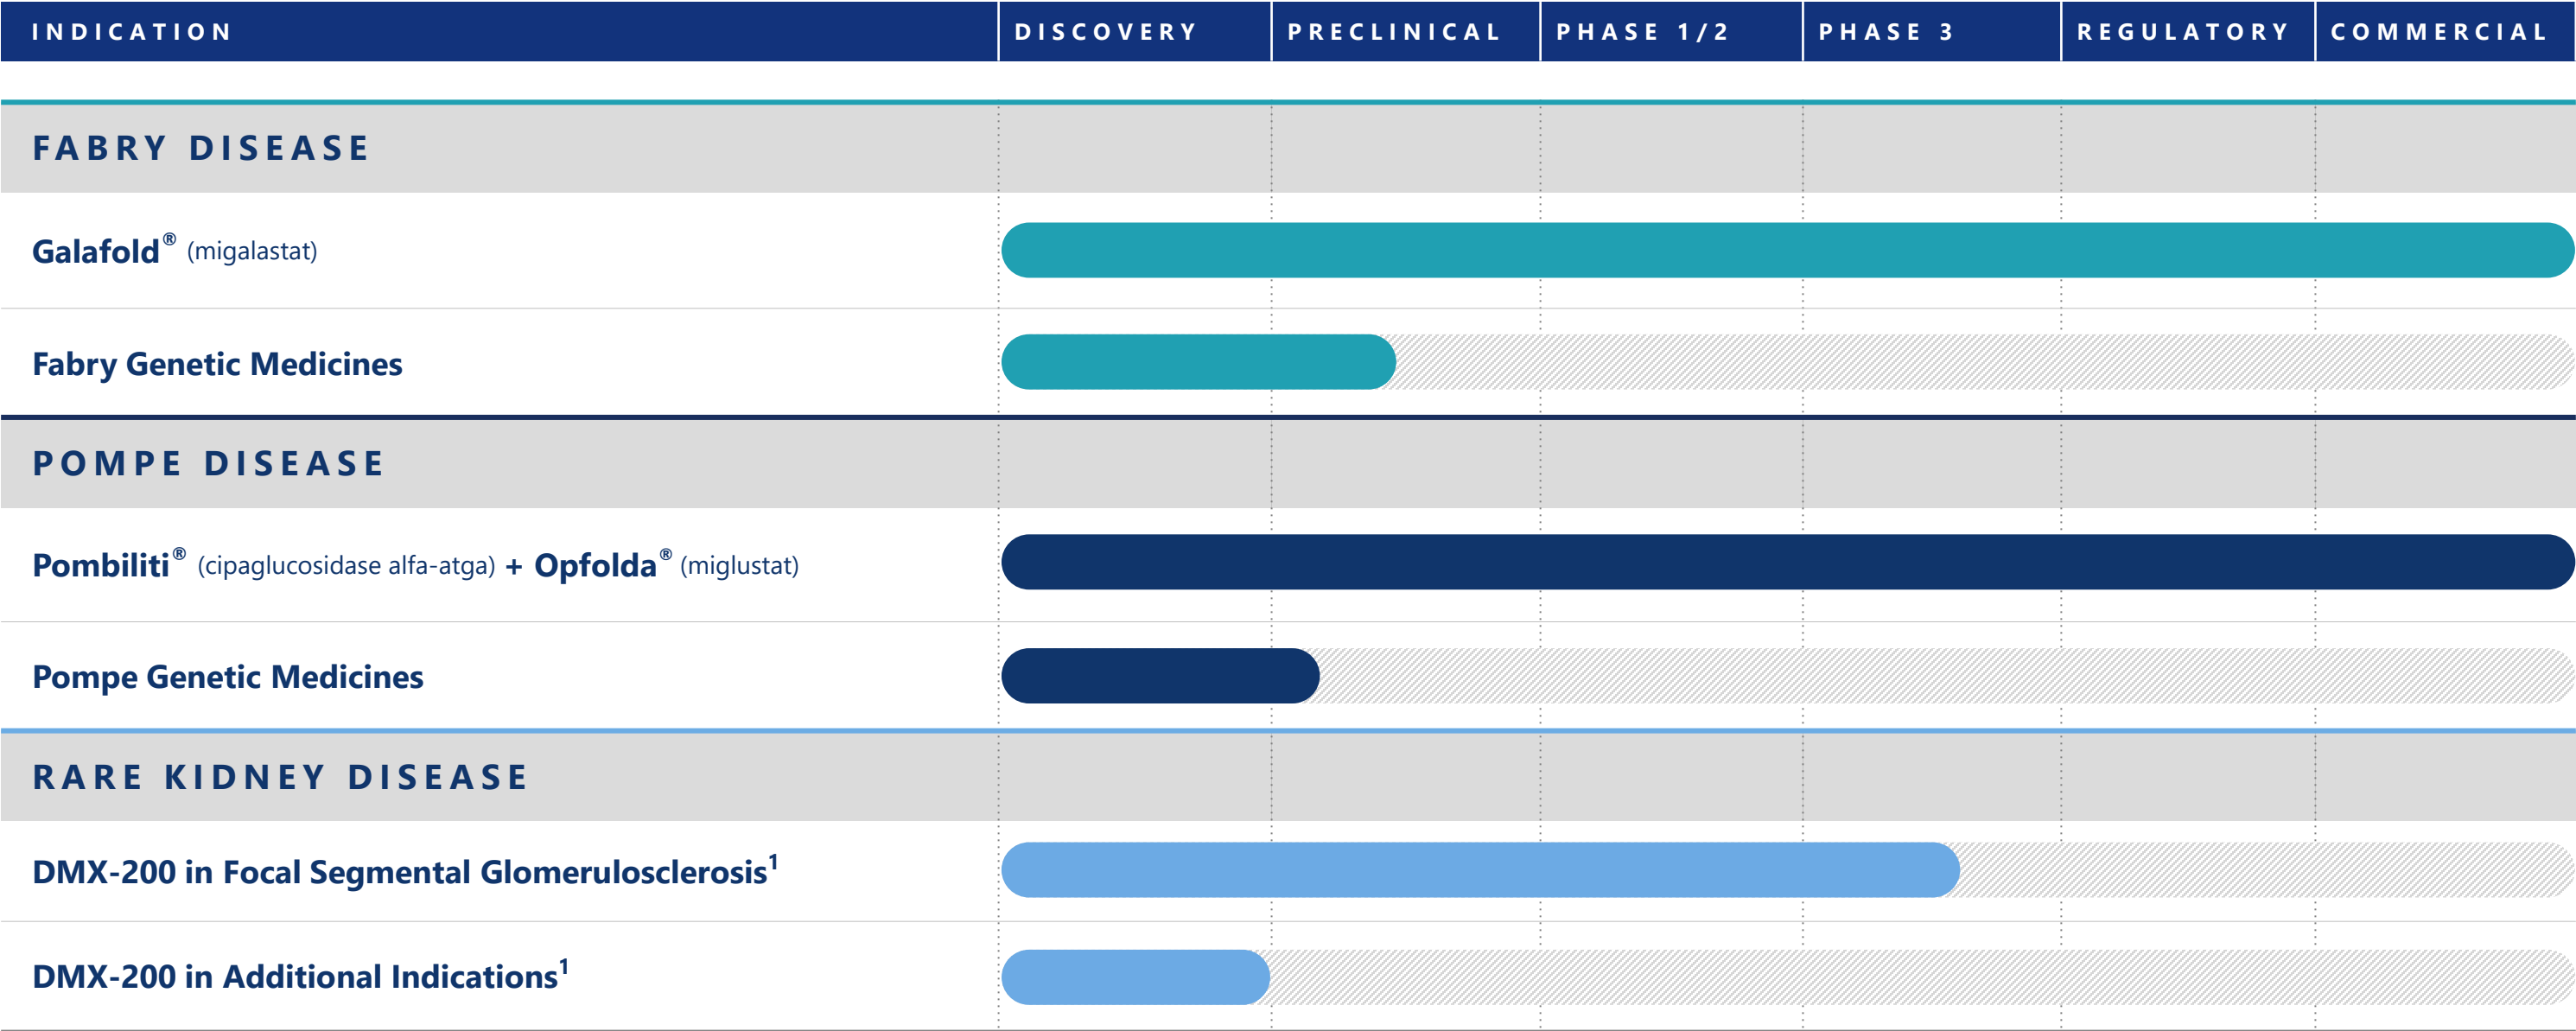 INDICATION DISCOVERY PRECLINICAL PHASE 1/2 PHASE 3 REGULATORY COMMERCIAL
FABRY DISEASE
Galafold® (migalastat)
Fabry Genetic Medicines
POMPE DISEASE
Pombiliti® (cipaglucosidase alfa-atga) + Opfolda® (miglustat)
Pompe Genetic Medicines
RARE KIDNEY DISEASE
DMX-200 in Focal Segmental Glomerulosclerosis¹
DMX-200 in Additional Indications¹